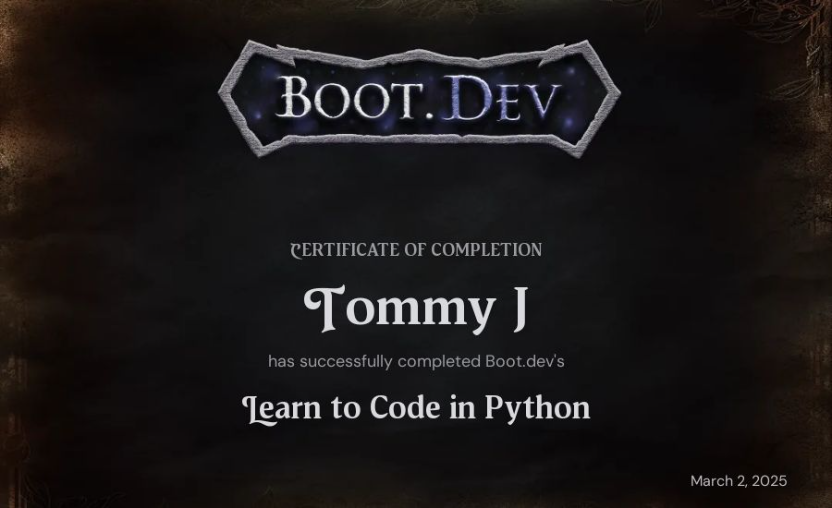 BOOT.DEV
CERTIFICATE OF COMPLETION
Tommy J
has successfully completed Boot.dev's
Learn to Code in Python
March 2, 2025